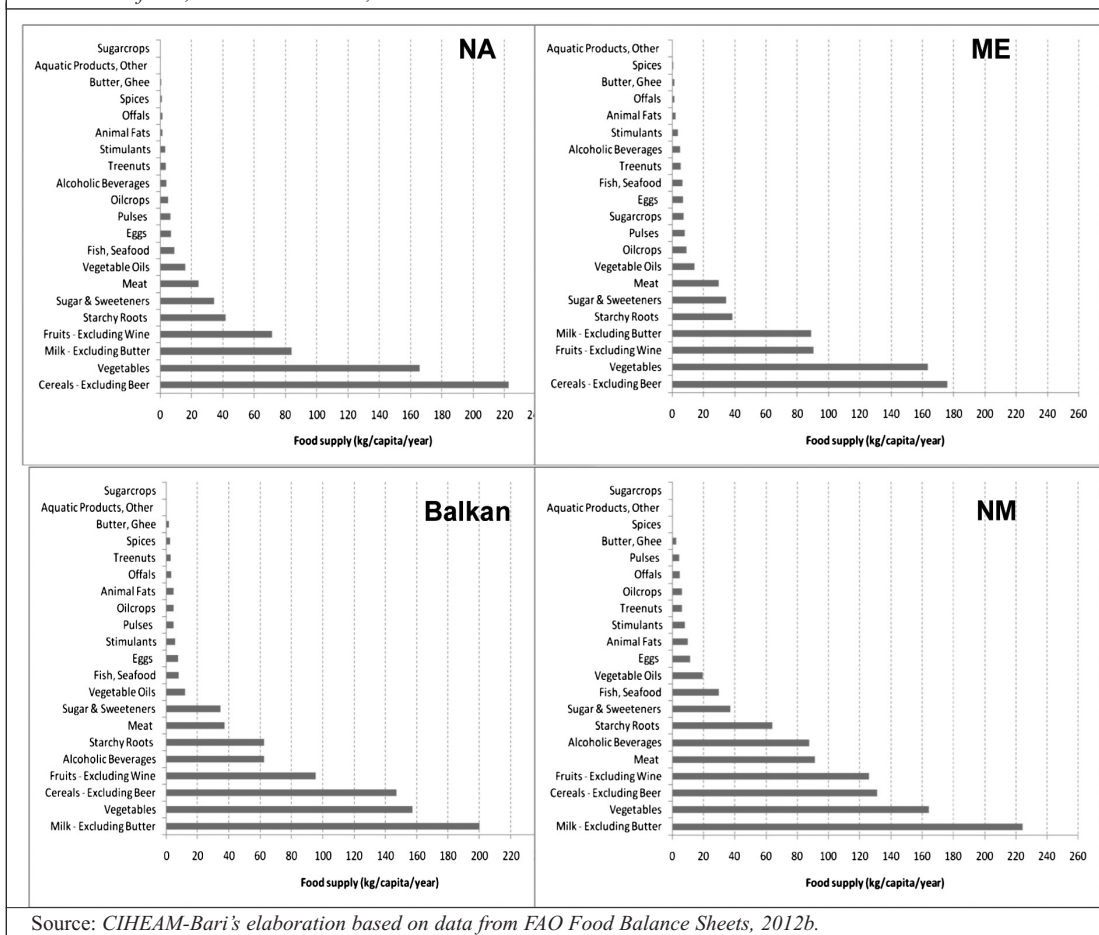 NA
Sugarcrops
Aquatic Products, Other
Butter, Ghee
Spices
Offals
Animal Fats
Stimulants
Treenuts
Alcoholic Beverages
Oilcrops
Pulses
Eggs
Fish, Seafood
Vegetable Oils
Meat
Sugar & Sweeteners
Starchy Roots
Fruits - Excluding Wine
Milk - Excluding Butter
Vegetables
Cereals - Excluding Beer
0 20 40 60 80 100 120 140 160 180 200 220
Food supply (kg/capita/year)
ME
Aquatic Products, Other
Spices
Butter, Ghee
Offals
Animal Fats
Stimulants
Alcoholic Beverages
Treenuts
Fish, Seafood
Eggs
Sugarcrops
Pulses
Oilcrops
Vegetable Oils
Meat
Sugar & Sweeteners
Starchy Roots
Milk - Excluding Butter
Fruits - Excluding Wine
Vegetables
Cereals - Excluding Beer
0 20 40 60 80 100 120 140 160 180 200 220 240 260
Food supply (kg/capita/year)
Balkan
Sugarcrops
Aquatic Products, Other
Butter, Ghee
Spices
Treenuts
Offals
Animal Fats
Oilcrops
Pulses
Stimulants
Eggs
Fish, Seafood
Vegetable Oils
Sugar & Sweeteners
Meat
Starchy Roots
Alcoholic Beverages
Fruits - Excluding Wine
Cereals - Excluding Beer
Vegetables
Milk - Excluding Butter
0 20 40 60 80 100 120 140 160 180 200 220
Food supply (kg/capita/year)
NM
Sugarcrops
Aquatic Products, Other
Spices
Butter, Ghee
Pulses
Offals
Oilcrops
Treenuts
Stimulants
Animal Fats
Eggs
Vegetable Oils
Fish, Seafood
Sugar & Sweeteners
Starchy Roots
Alcoholic Beverages
Meat
Fruits - Excluding Wine
Cereals - Excluding Beer
Vegetables
Milk - Excluding Butter
0 20 40 60 80 100 120 140 160 180 200 220 240 260
Food supply (kg/capita/year)
Source: CIHEAM-Bari's elaboration based on data from FAO Food Balance Sheets, 2012b.